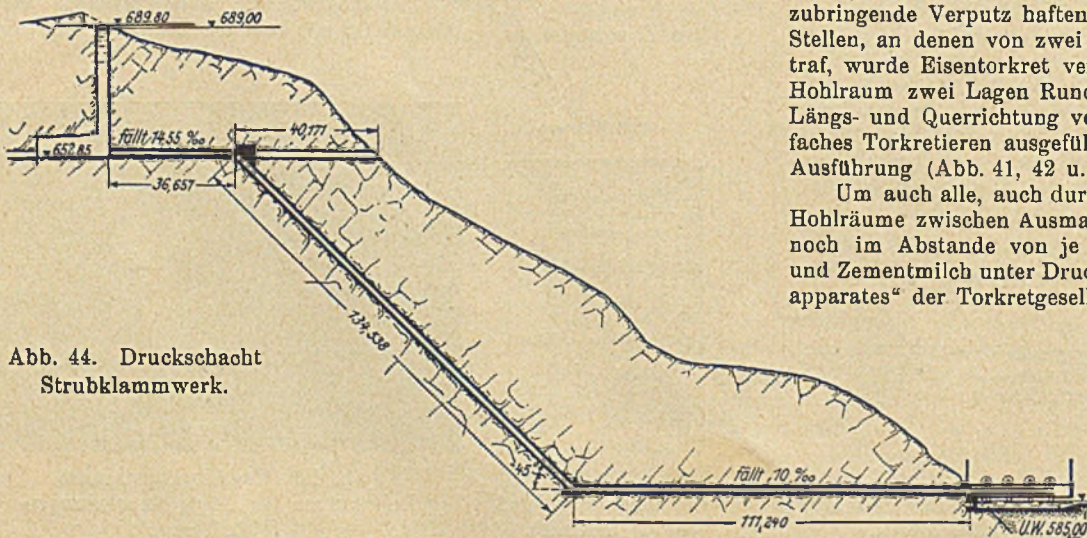 689.80
689,00
zubringende Verputz haften
Stellen, an denen von zwei
traf, wurde Eisentorkret ver
Hohlraum zwei Lagen Rund
Längs- und Querrichtung ve
faches Torkretieren ausgefüh
Ausführung (Abb. 41, 42 u.
Um auch alle, auch dur
Hohlräume zwischen Ausma
noch im Abstande von je
und Zementmilch unter Druc
apparates“ der Torkretgesell
fällt 14.55 ‰
40,171
652,85
36,657
134,538
Abb. 44. Druckschacht
Strubklammwerk.
45°
fällt 10 ‰
111,240
U.W. 585,00